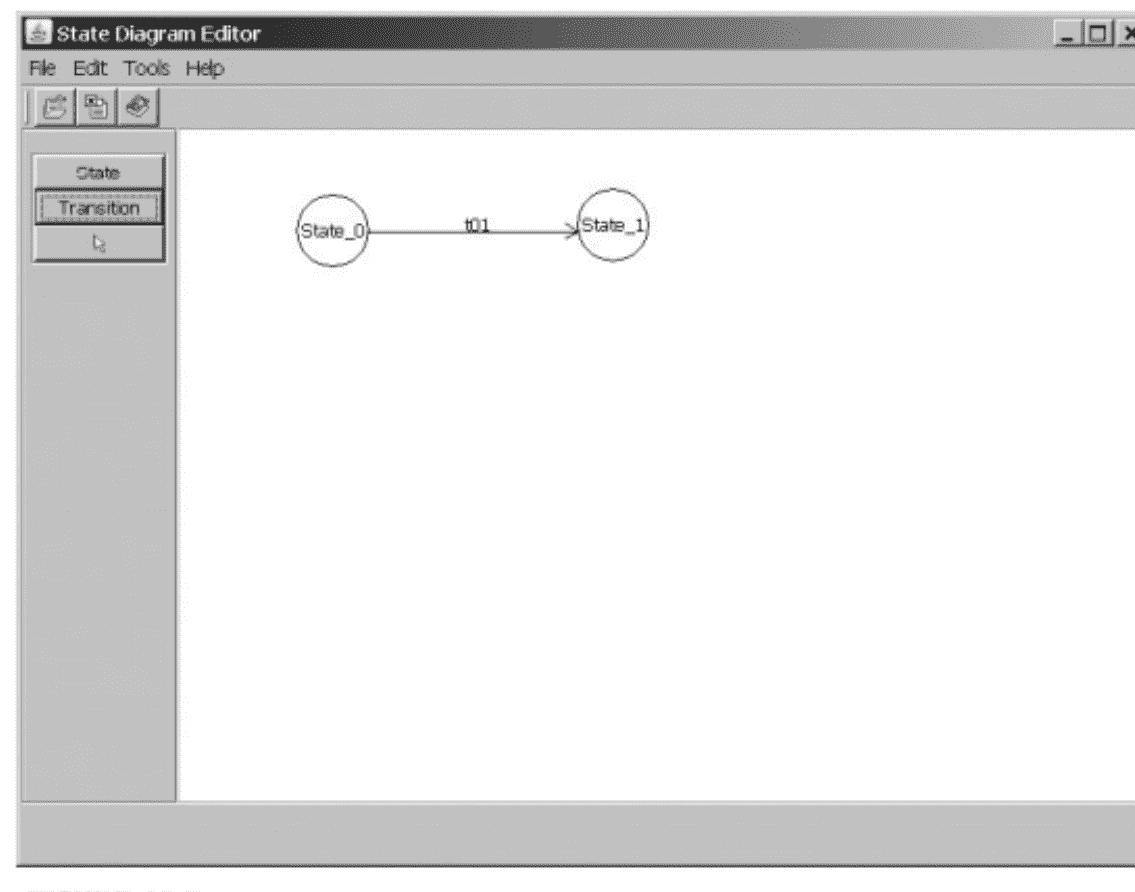 State Diagram Editor
File Edit Tools Help
State
Transition
State_0 t01 State_1